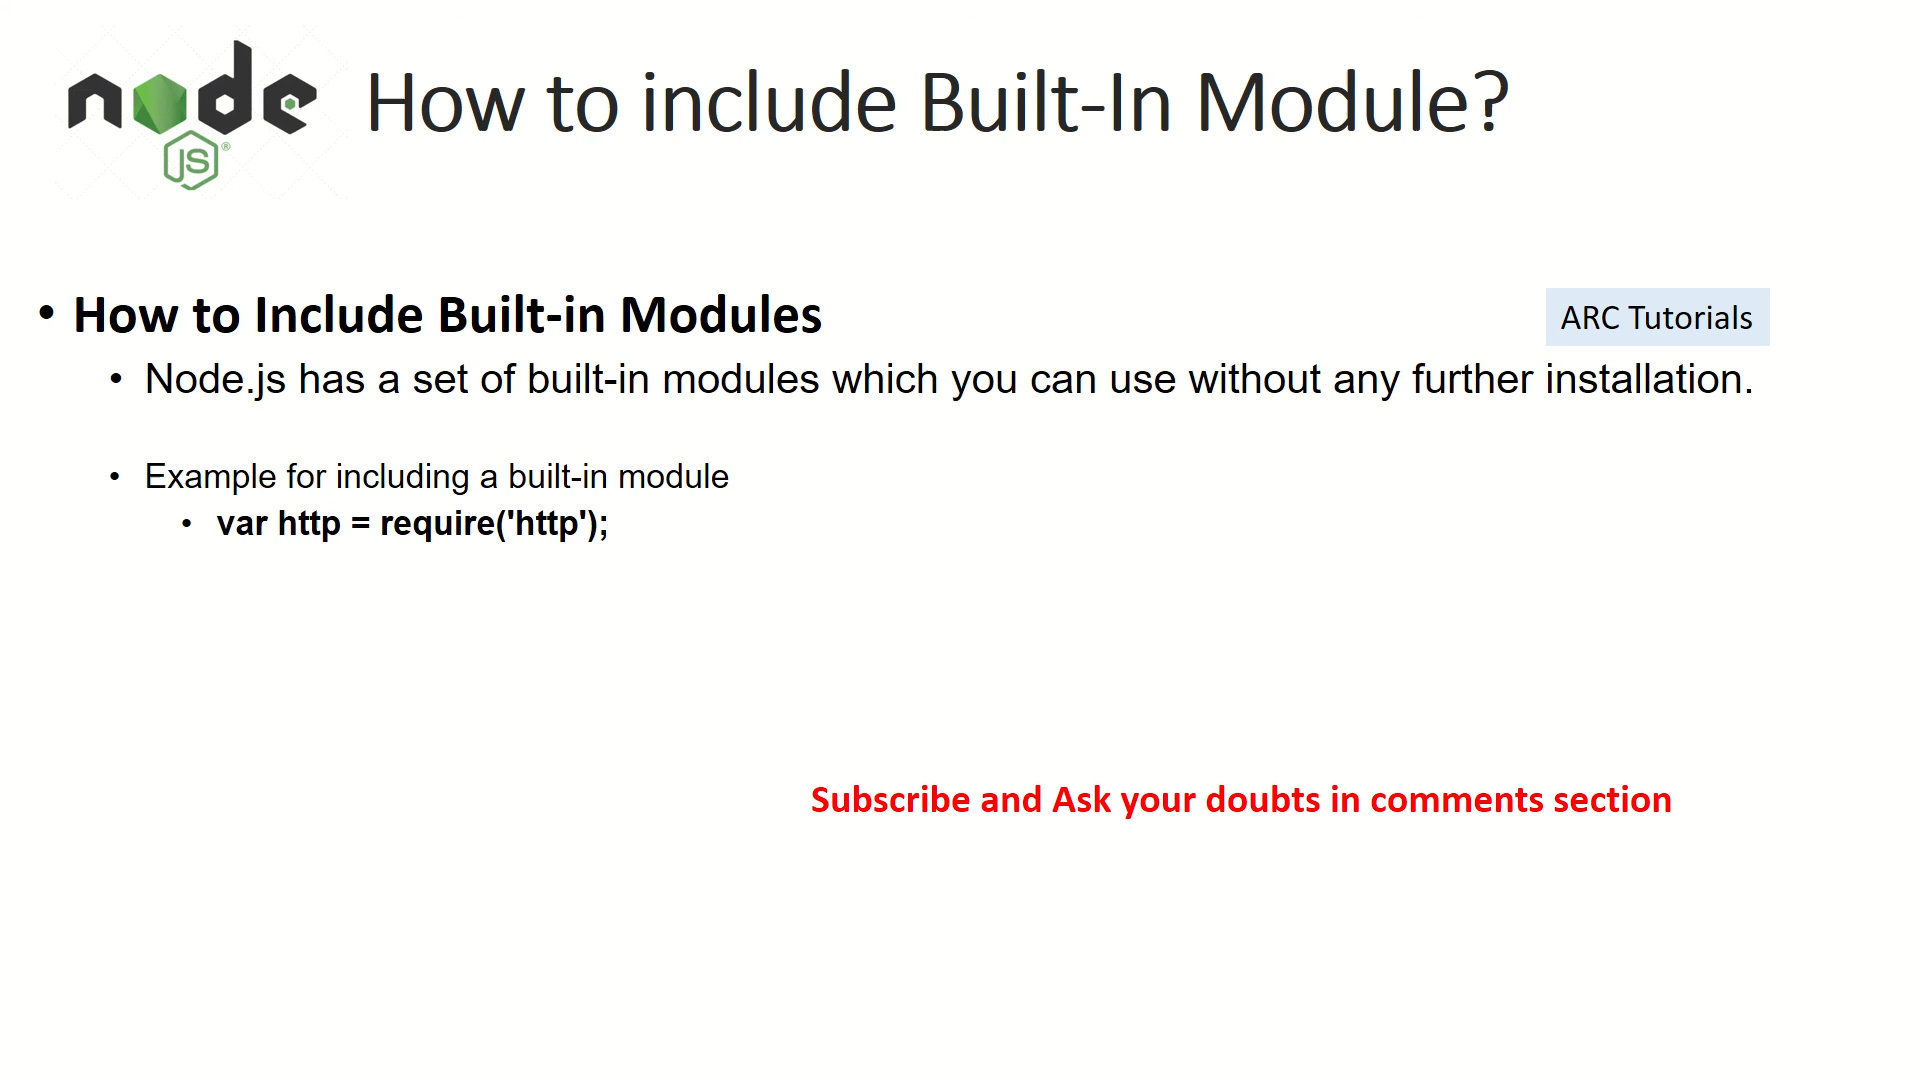 node
JS®
How to include Built-In Module?
• How to Include Built-in Modules
ARC Tutorials
• Node.js has a set of built-in modules which you can use without any further installation.
• Example for including a built-in module
• var http = require('http');
Subscribe and Ask your doubts in comments section